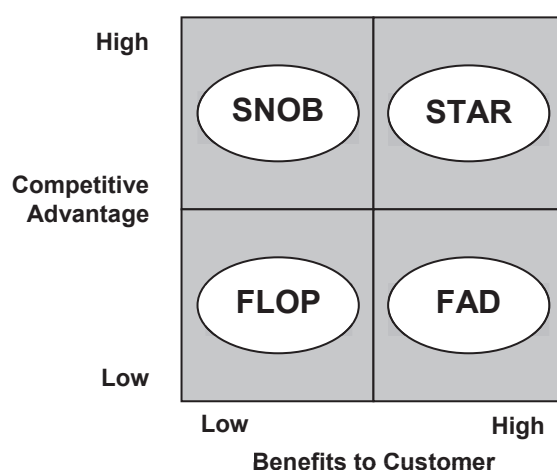 High
SNOB
STAR
Competitive
Advantage
FLOP
FAD
Low
Low
High
Benefits to Customer